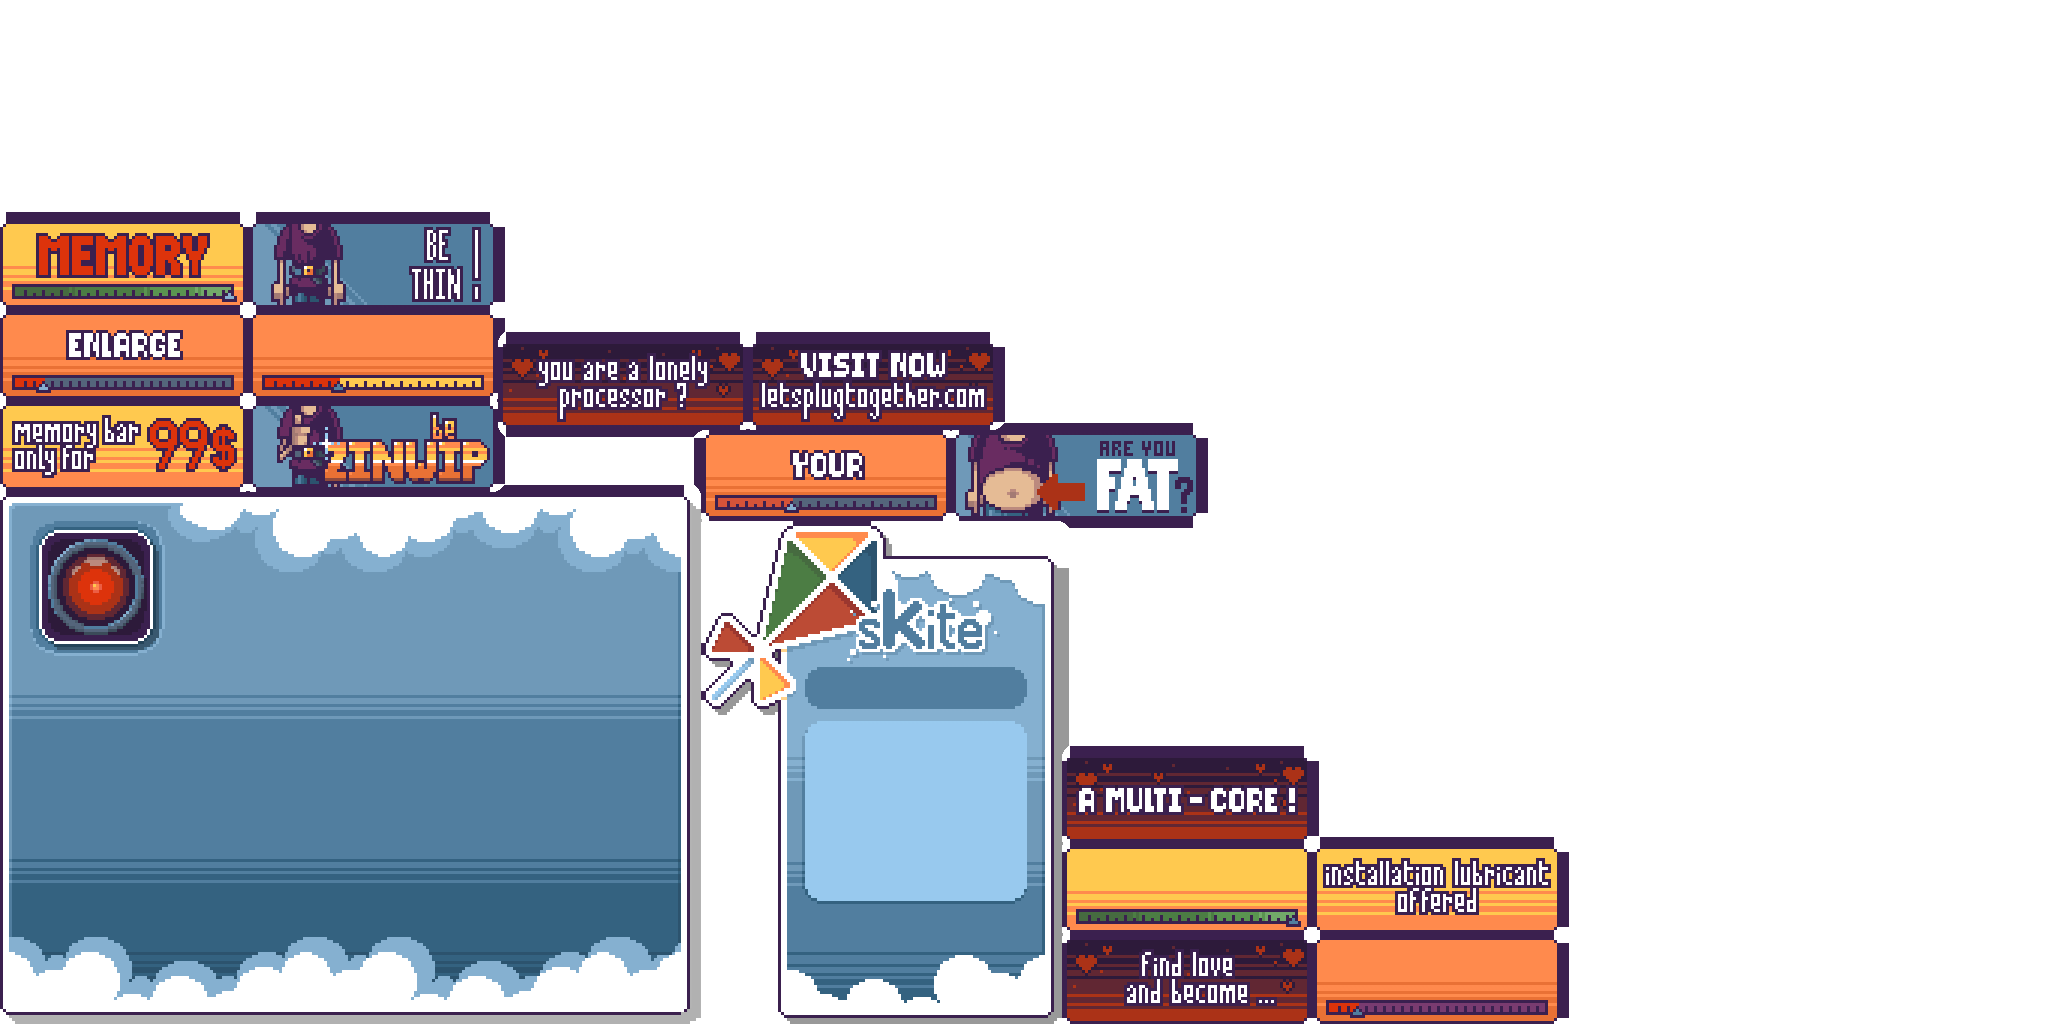 MEMORY
BE
THIN !
ENLARGE
you are a lonely
processor ?
VISIT NOW
letsplugtogether.com
memory bar
only for
99$
be
ZINWIP
YOUR
ARE YOU
FAT?
skite
A MULTI-CORE !
installation lubricant
offered
find love
and become ...